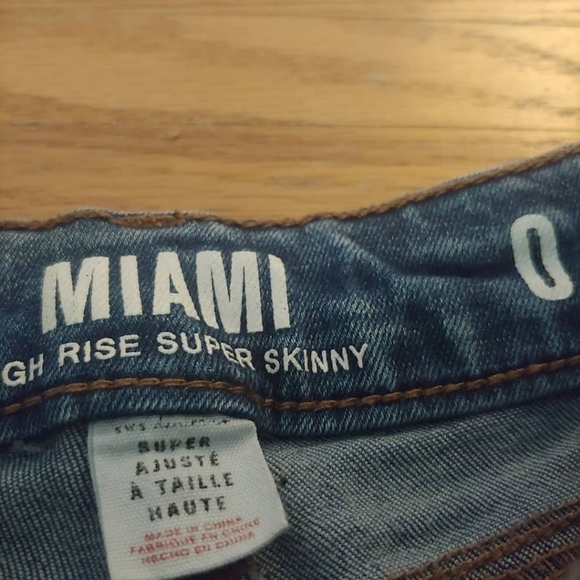 MIAMI
0
GH RISE SUPER SKINNY
SUPER
AJUSTÉ
À TAILLE
HAUTE
MADE IN CHINA
FABRIQUÉ EN CHINE
HECHO EN CHINA